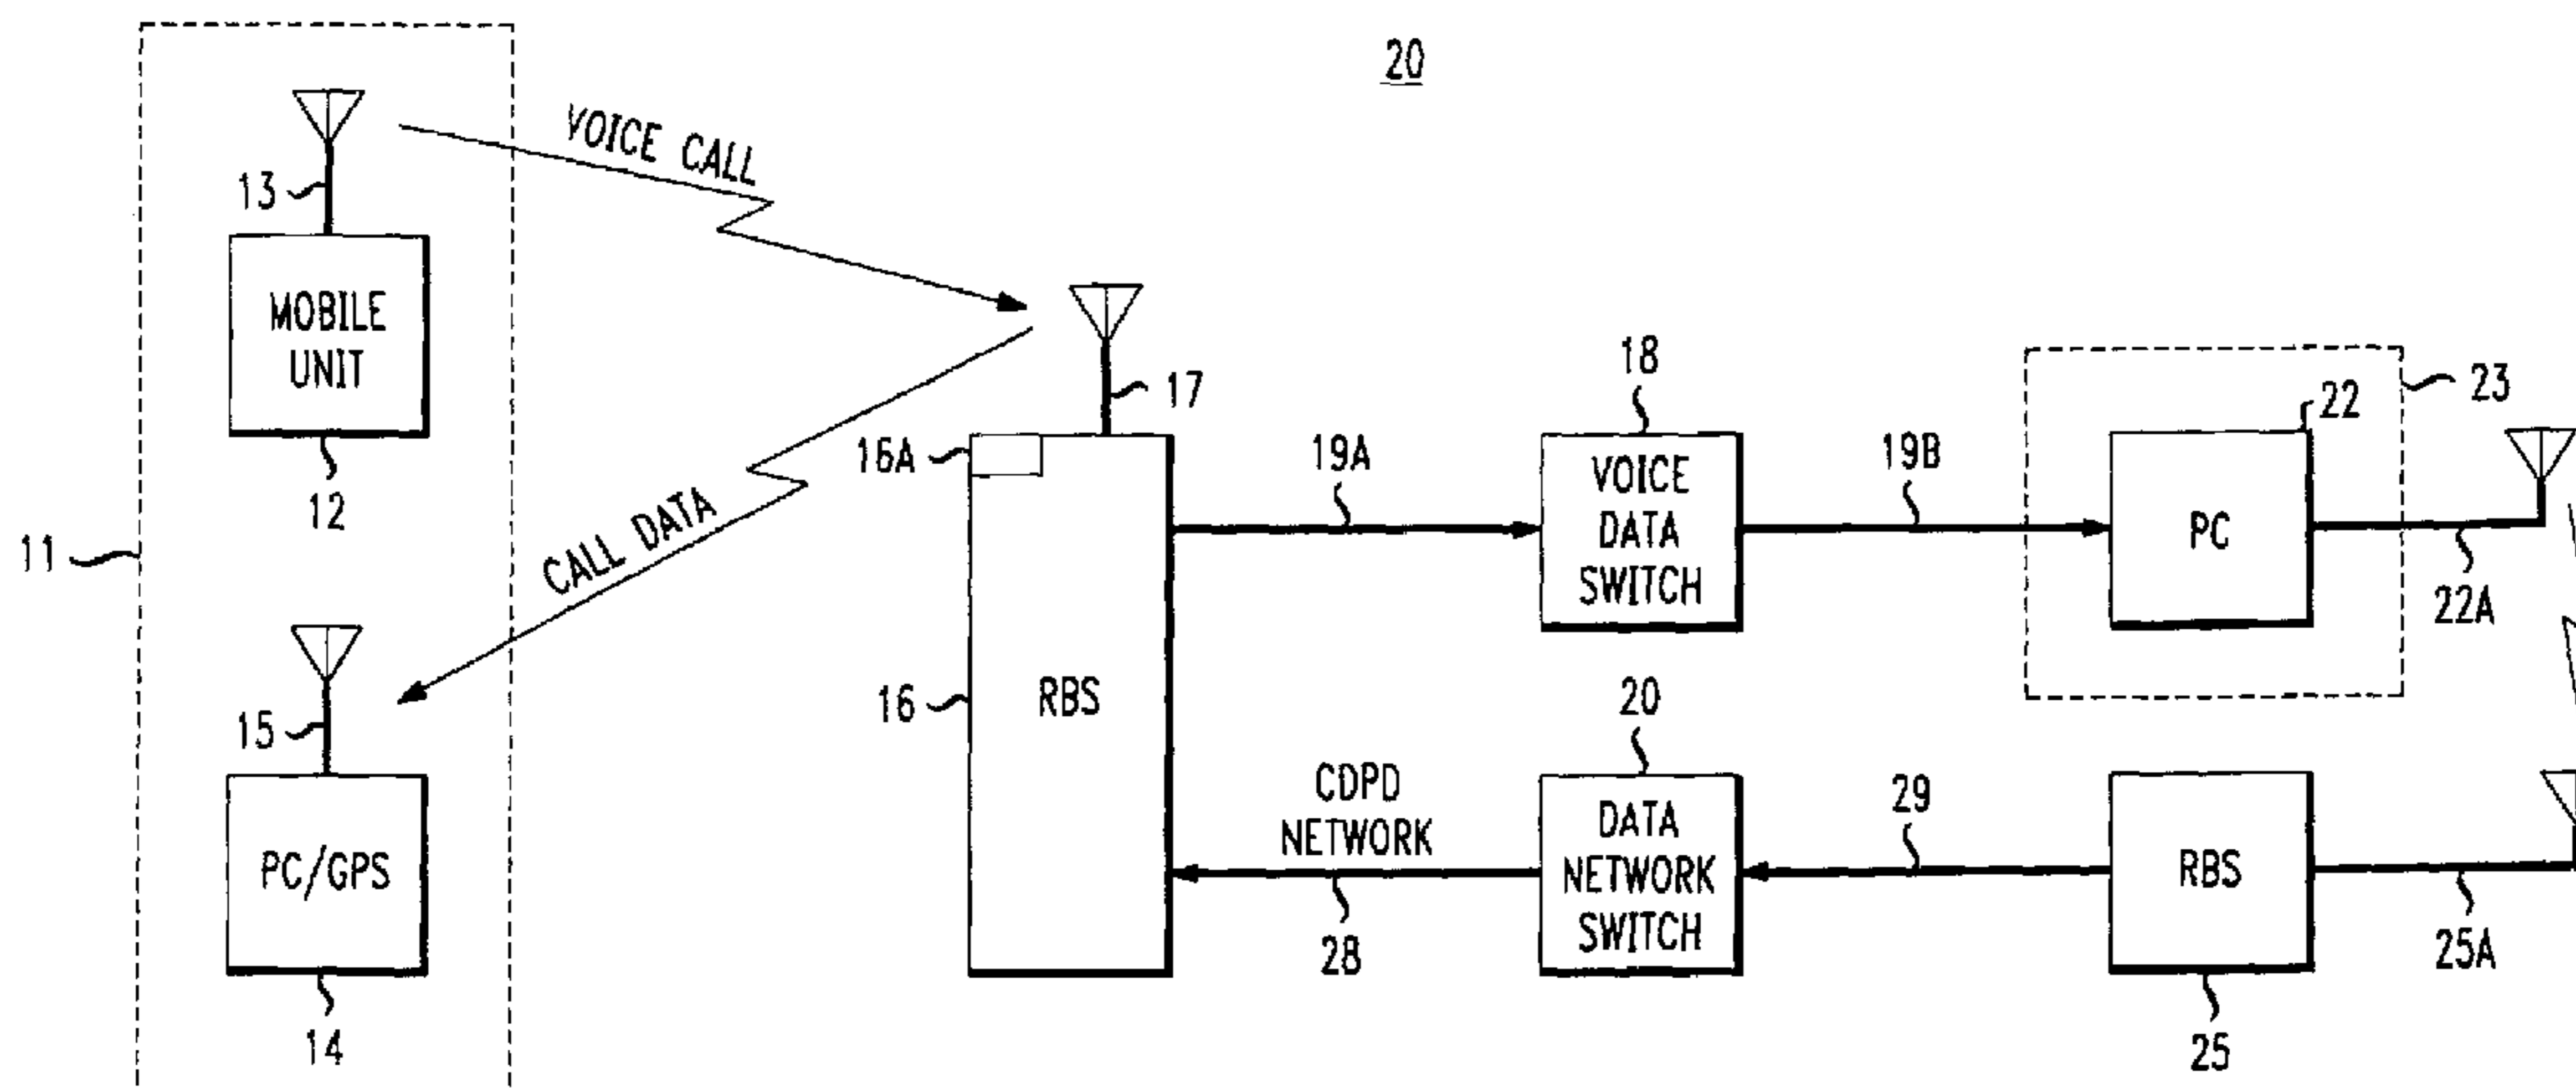 20
VOICE CALL
13
MOBILE
UNIT
12
11
CALL DATA
15
PC/GPS
14
17
16A
16
RBS
19A
18
VOICE
DATA
SWITCH
19B
23
22
PC
22A
CDPD
NETWORK
28
20
DATA
NETWORK
SWITCH
29
RBS
25A
25